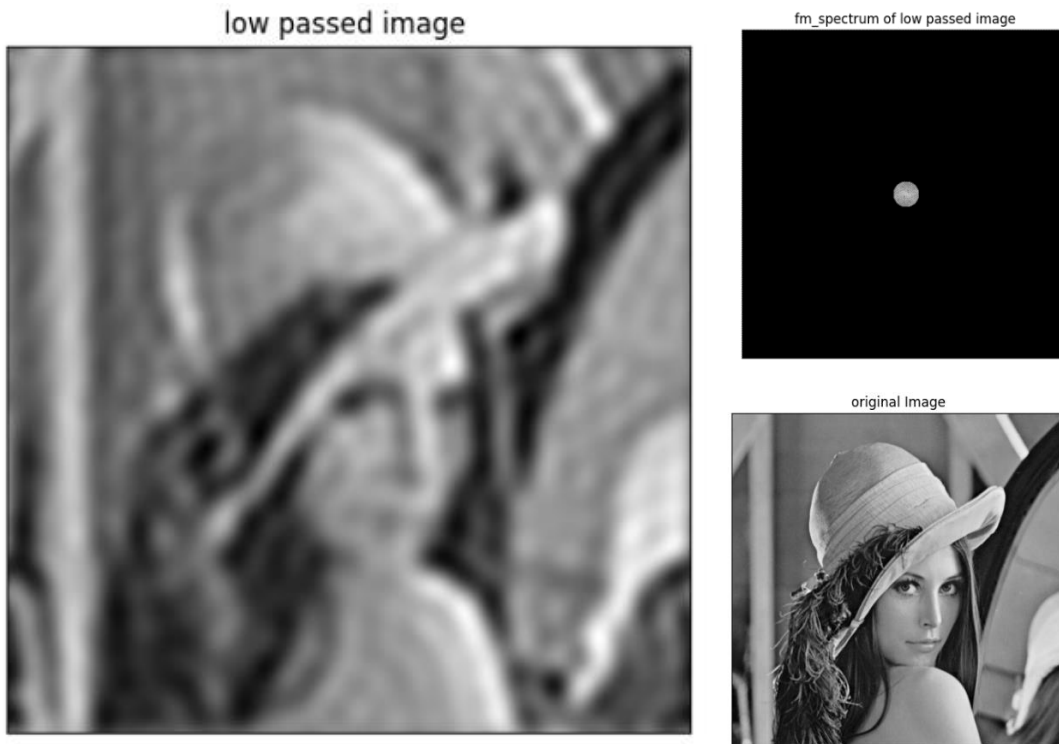 low passed image
fm_spectrum of low passed image
original Image